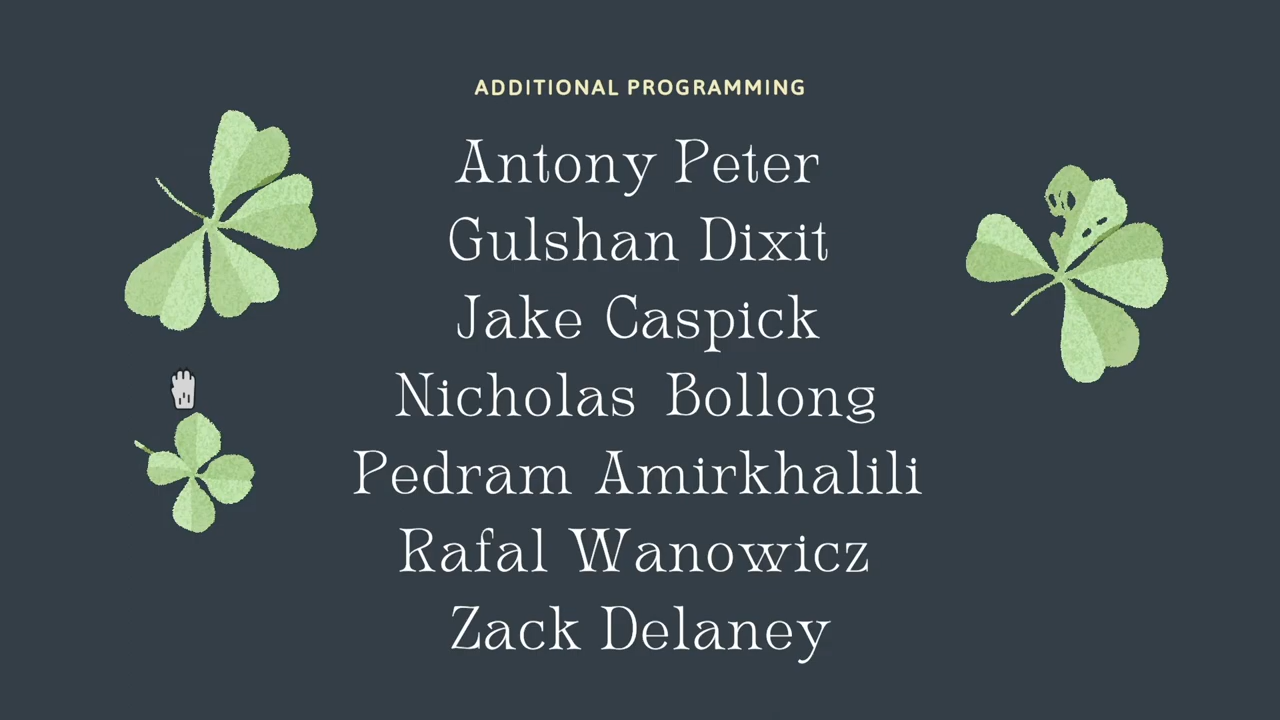 ADDITIONAL PROGRAMMING
Antony Peter
Gulshan Dixit
Jake Caspick
Nicholas Bollong
Pedram Amirkhalili
Rafal Wanowicz
Zack Delaney